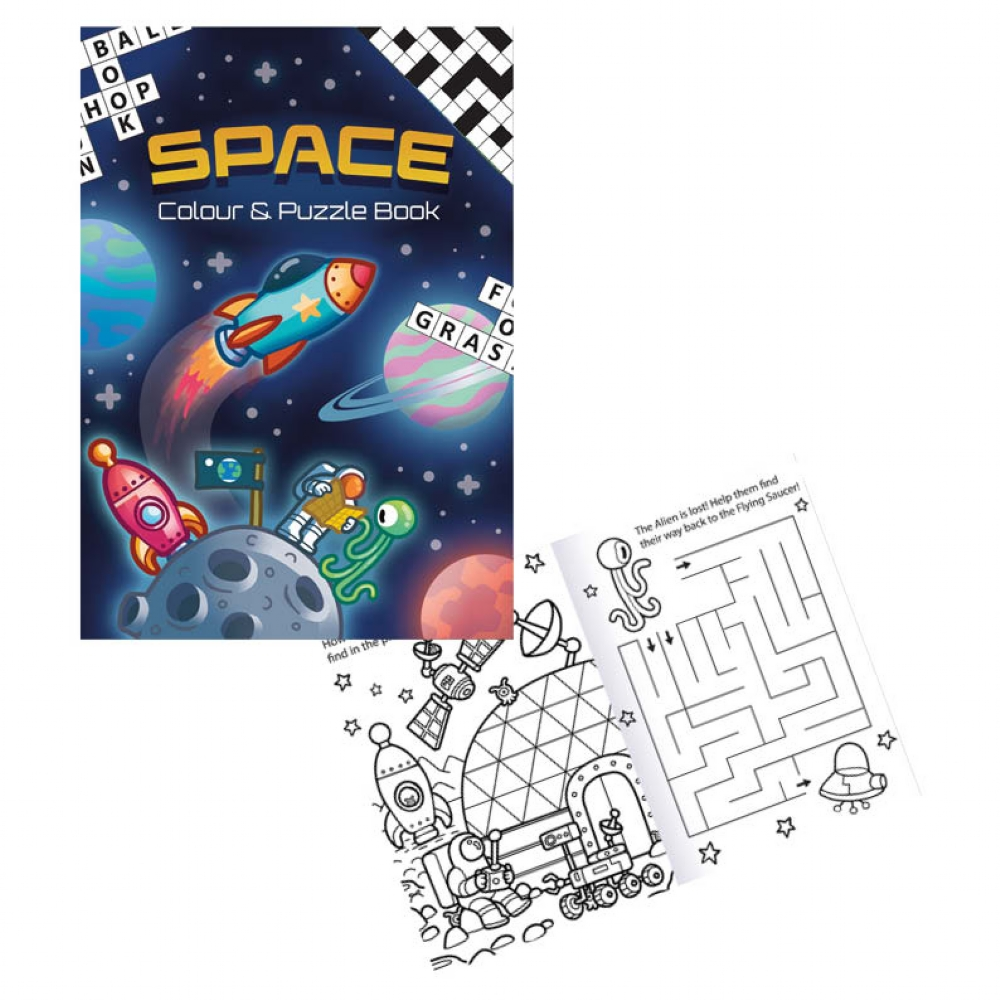 BALL
BOOK
HOP
N
SPACE
Colour & Puzzle Book
F
O
GRAS
The Alien is lost! Help them find
their way back to the Flying Saucer!
How
find in the